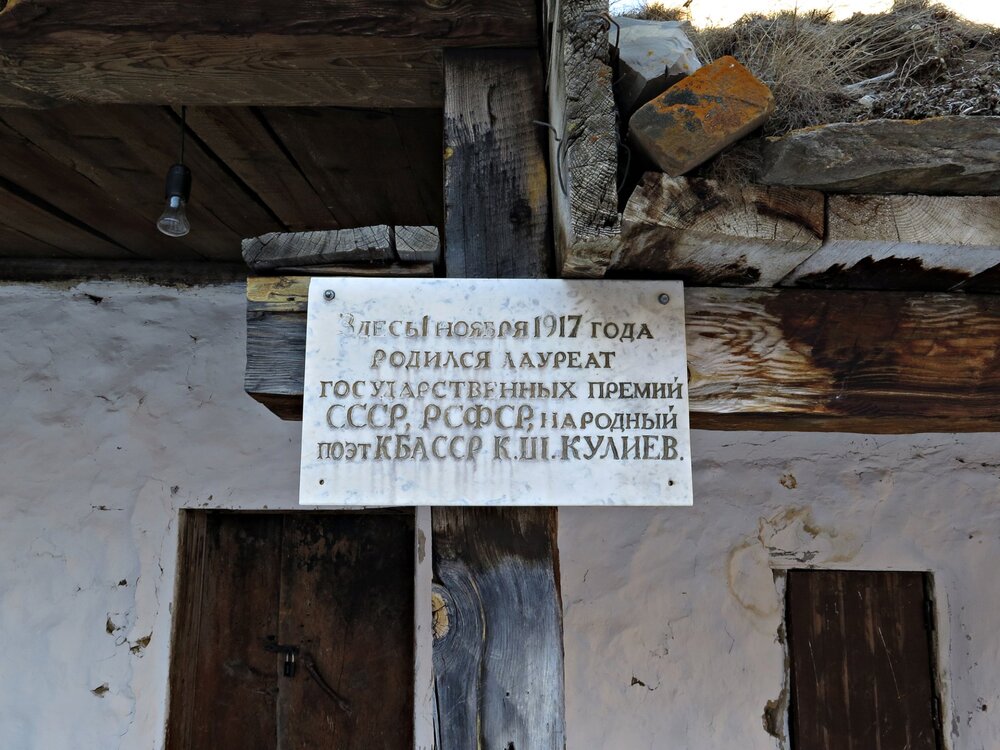 Здесь 1 ноября 1917 года
родился лауреат
государственных премий
СССР, РСФСР, народный
поэт КБАССР К.Ш. КУЛИЕВ.